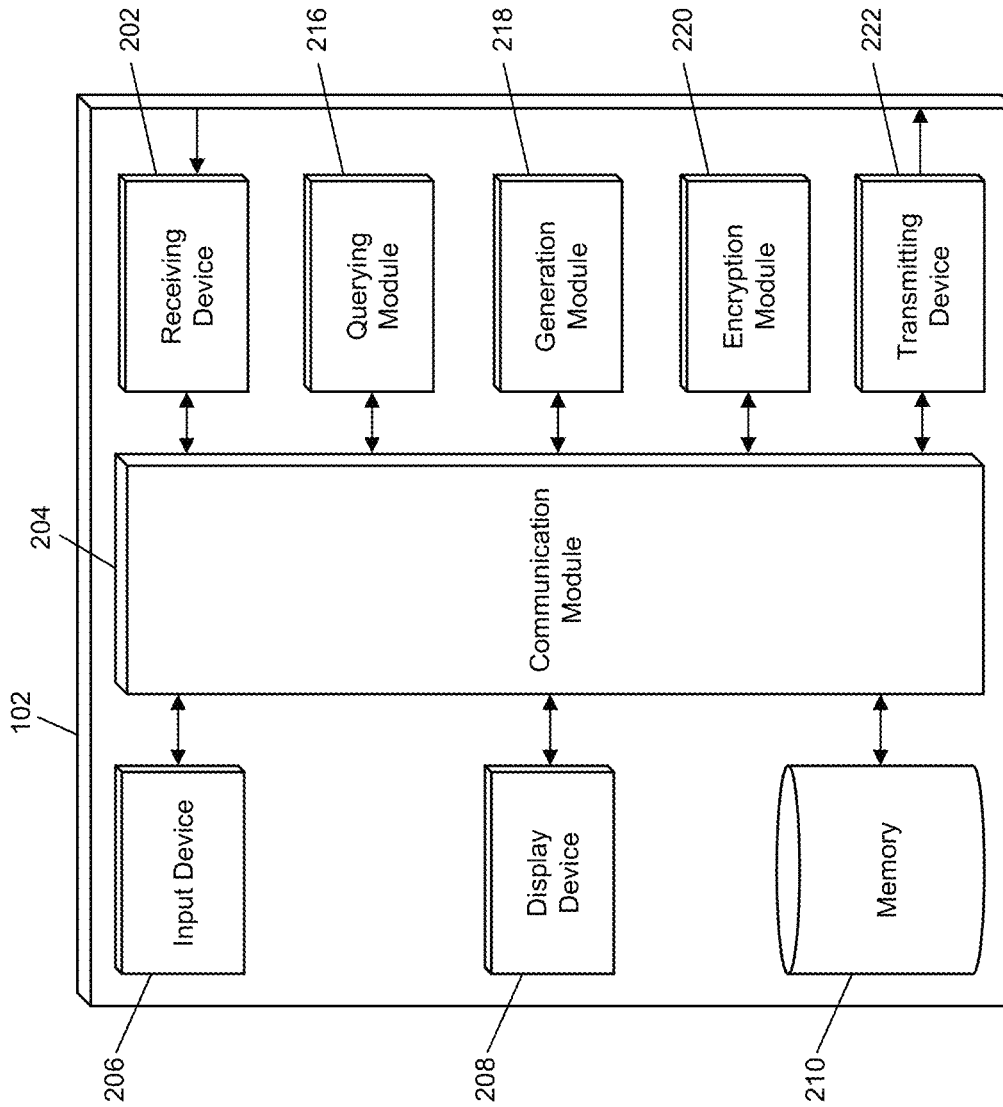 102
204
206
Input Device
208
Display
Device
210
Memory
Communication
Module
Receiving
Device
202
Querying
Module
216
Generation
Module
218
Encryption
Module
220
Transmitting
Device
222